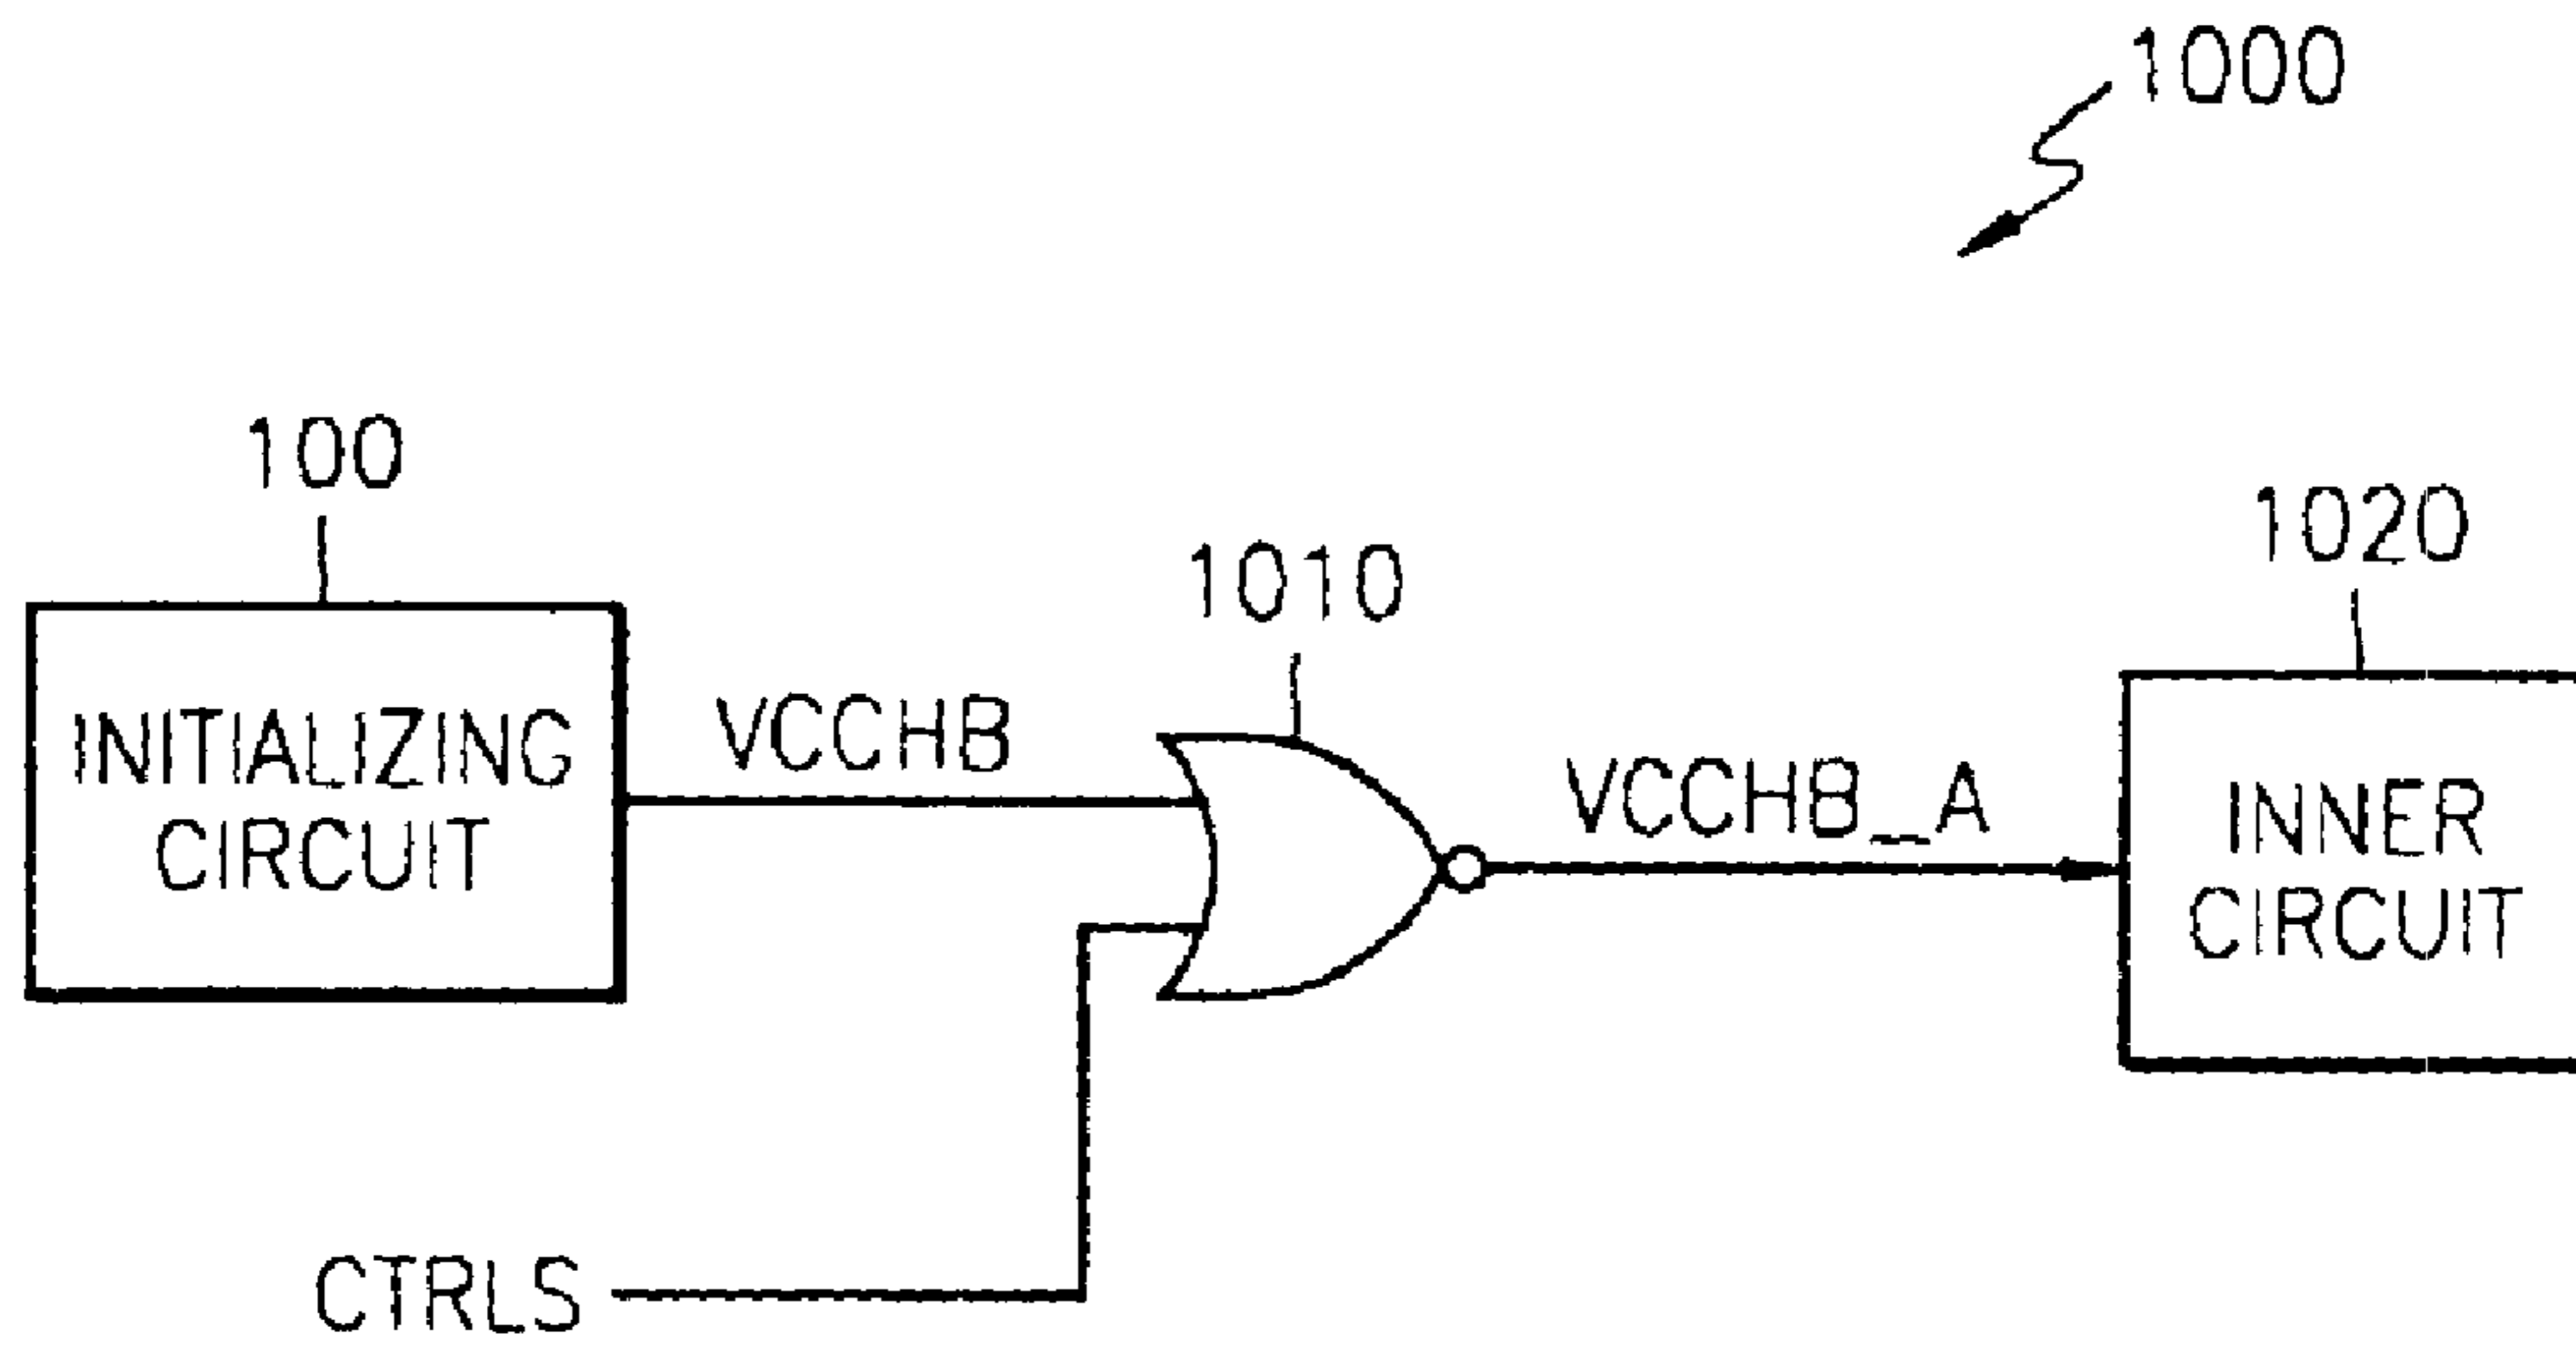 1000
100
1020
1010
INITIALIZING
CIRCUIT
VCCHB
VCCHB_A
INNER
CIRCUIT
CTRLS